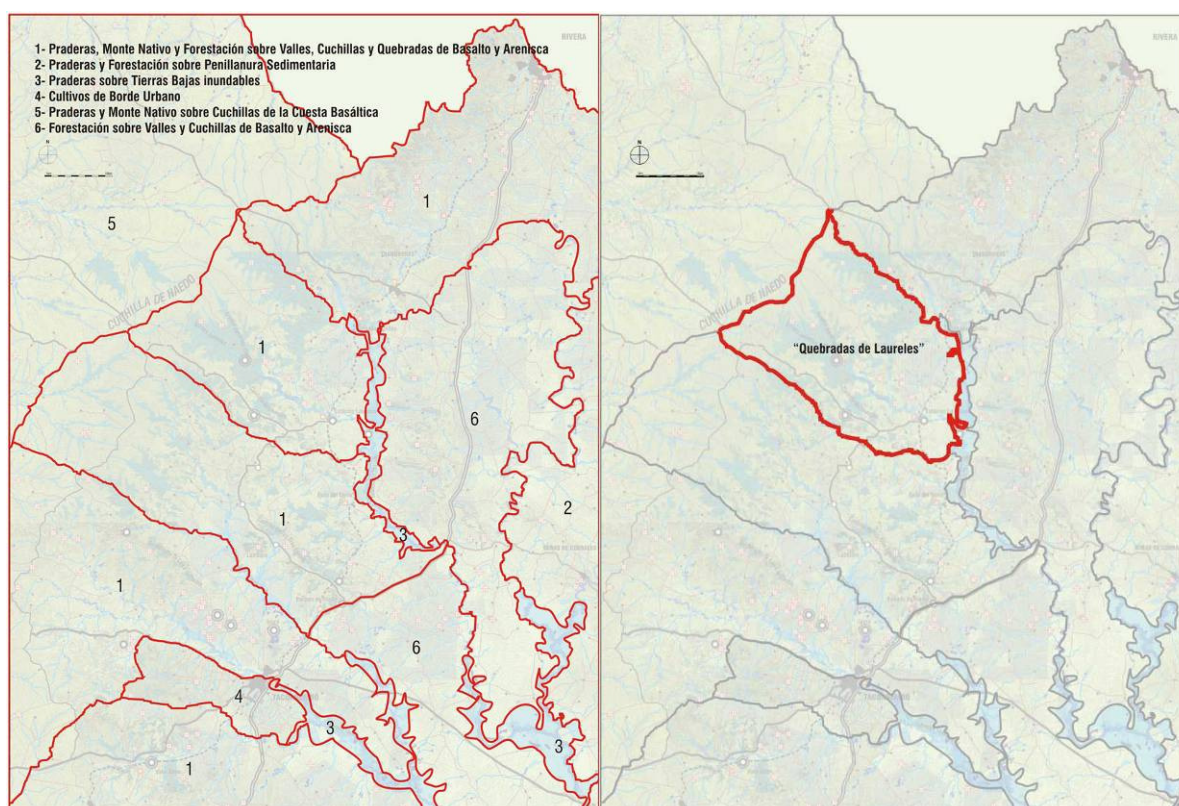 1- Praderas, Monte Nativo y Forestación sobre Valles, Cuchillas y Quebradas de Basalto y Arenisca
2- Praderas y Forestación sobre Penillanura Sedimentaria
3- Praderas sobre Tierras Bajas inundables
4- Cultivos de Borde Urbano
5- Praderas y Monte Nativo sobre Cuchillas de la Cuesta Basáltica
6- Forestación sobre Valles y Cuchillas de Basalto y Arenisca
RIVERA
N
1
5
CUCHILLA DE HAEDO
1
6
2
1
3
1
6
4
3
3
1
RIVERA
N
CUCHILLA DE HAEDO
"Quebradas de Laureles"